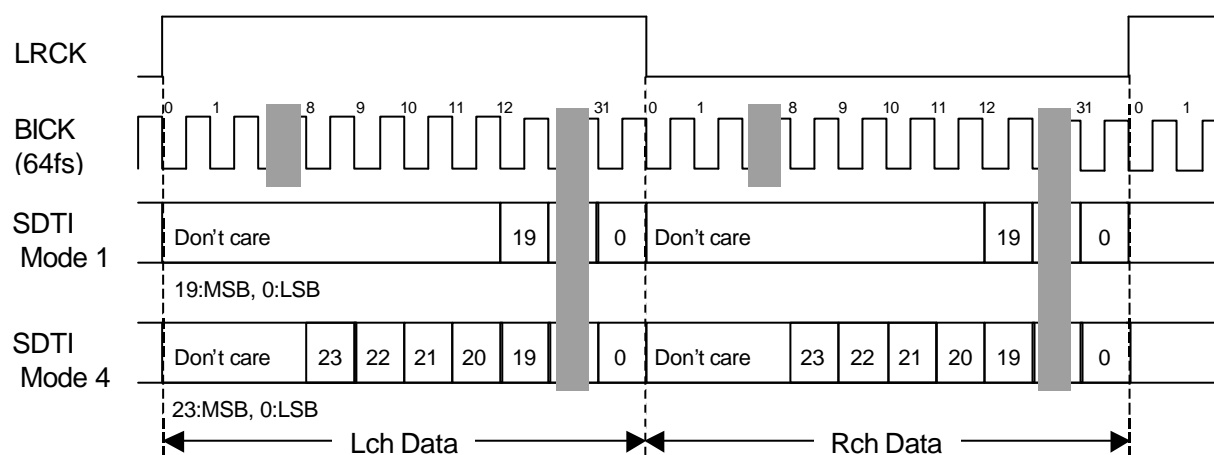 LRCK
0 1 8 9 10 11 12 31 0 1 8 9 10 11 12 31 0 1
BICK
(64fs)
SDTI
Mode 1
Don't care 19 0 Don't care 19 0
19:MSB, 0:LSB
SDTI
Mode 4
Don't care 23 22 21 20 19 0 Don't care 23 22 21 20 19 0
23:MSB, 0:LSB
Lch Data Rch Data